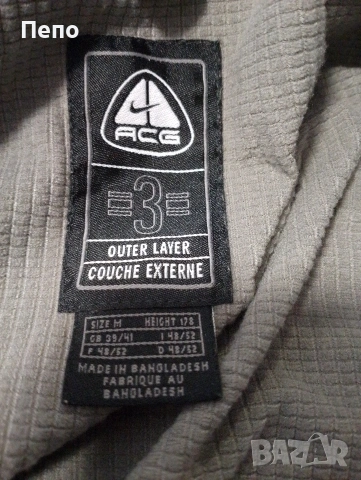 Пепо
ACG
3
OUTER LAYER
COUCHE EXTERNE
SIZE M HEIGHT 178
GB 39/41 I 48/52
F 48/52 D 48/52
MADE IN BANGLADESH
FABRIQUE AU
BANGLADESH
BAZAR